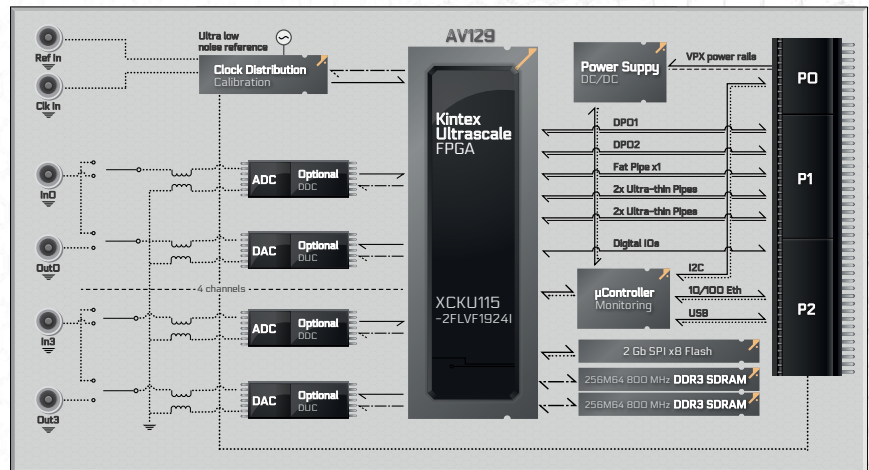 AV129
Ultra low
noise reference
Ref In
Clk In
Clock Distribution
Calibration
Power Suppy
DC/DC
VPX power rails
P0
P1
P2
Kintex
Ultrascale
FPGA
XCKU115
-2FLVF1924I
DPO1
DPO2
Fat Pipe x1
2x Ultra-thin Pipes
2x Ultra-thin Pipes
Digital IOs
In0
ADC
Optional
DDC
Out0
DAC
Optional
DUC
4 channels
In3
ADC
Optional
DDC
Out3
DAC
Optional
DUC
µController
Monitoring
I2C
10/100 Eth
USB
2 Gb SPI x8 Flash
256M64 800 MHz DDR3 SDRAM
256M64 800 MHz DDR3 SDRAM